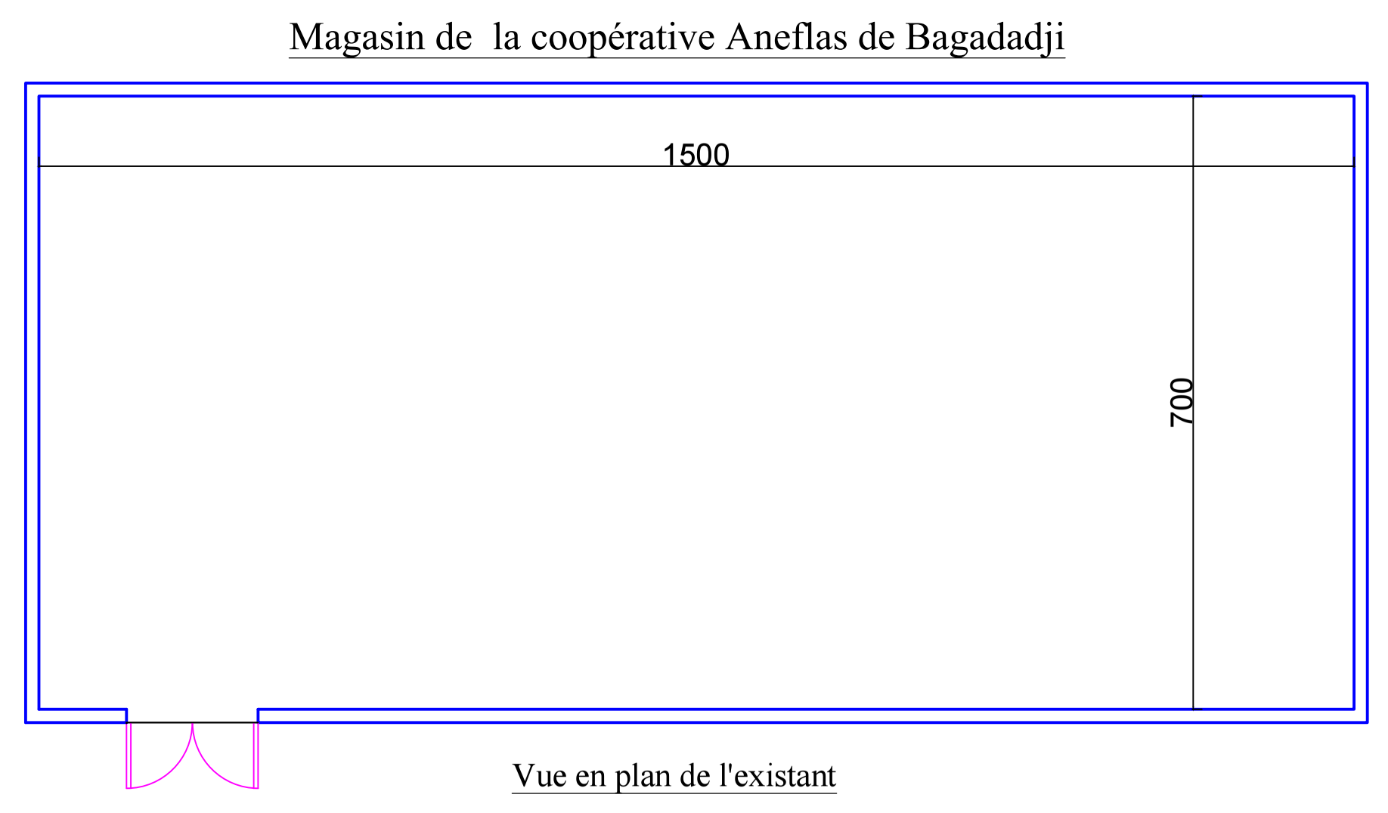 Magasin de  la coopérative Aneflas de Bagadadji
1500
700
Vue en plan de l'existant